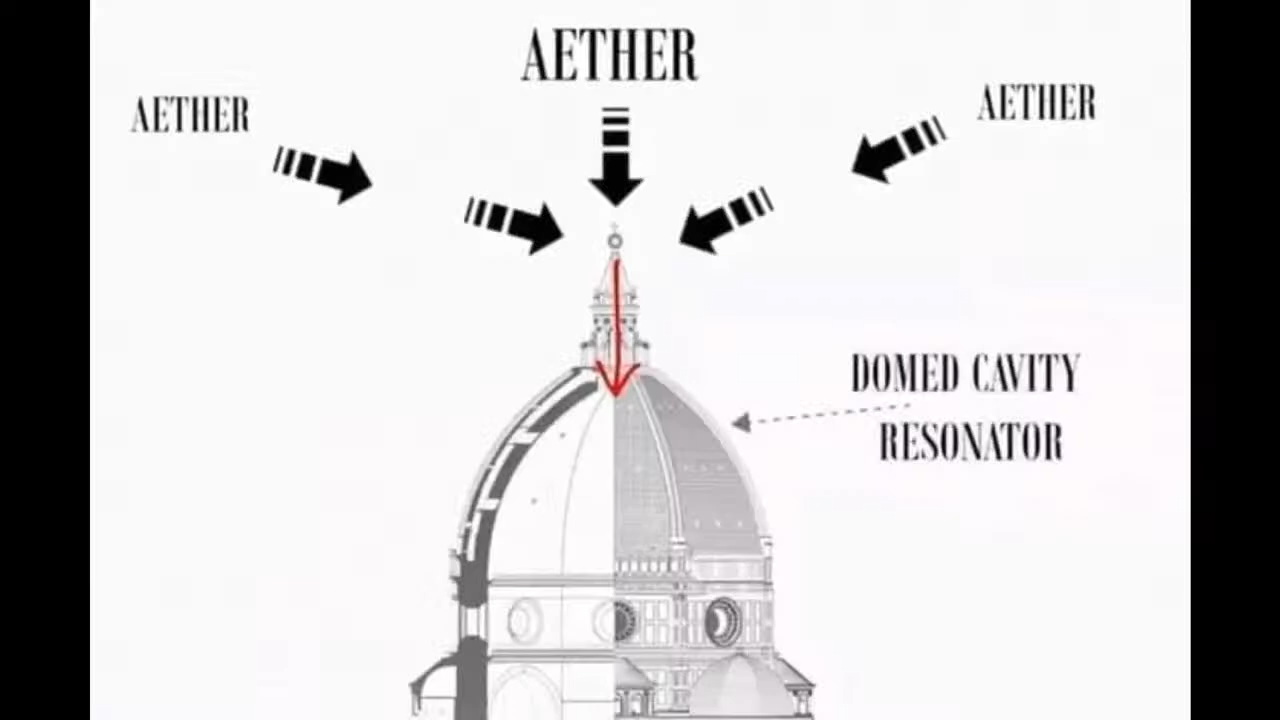 AETHER
AETHER
AETHER
DOMED CAVITY
RESONATOR